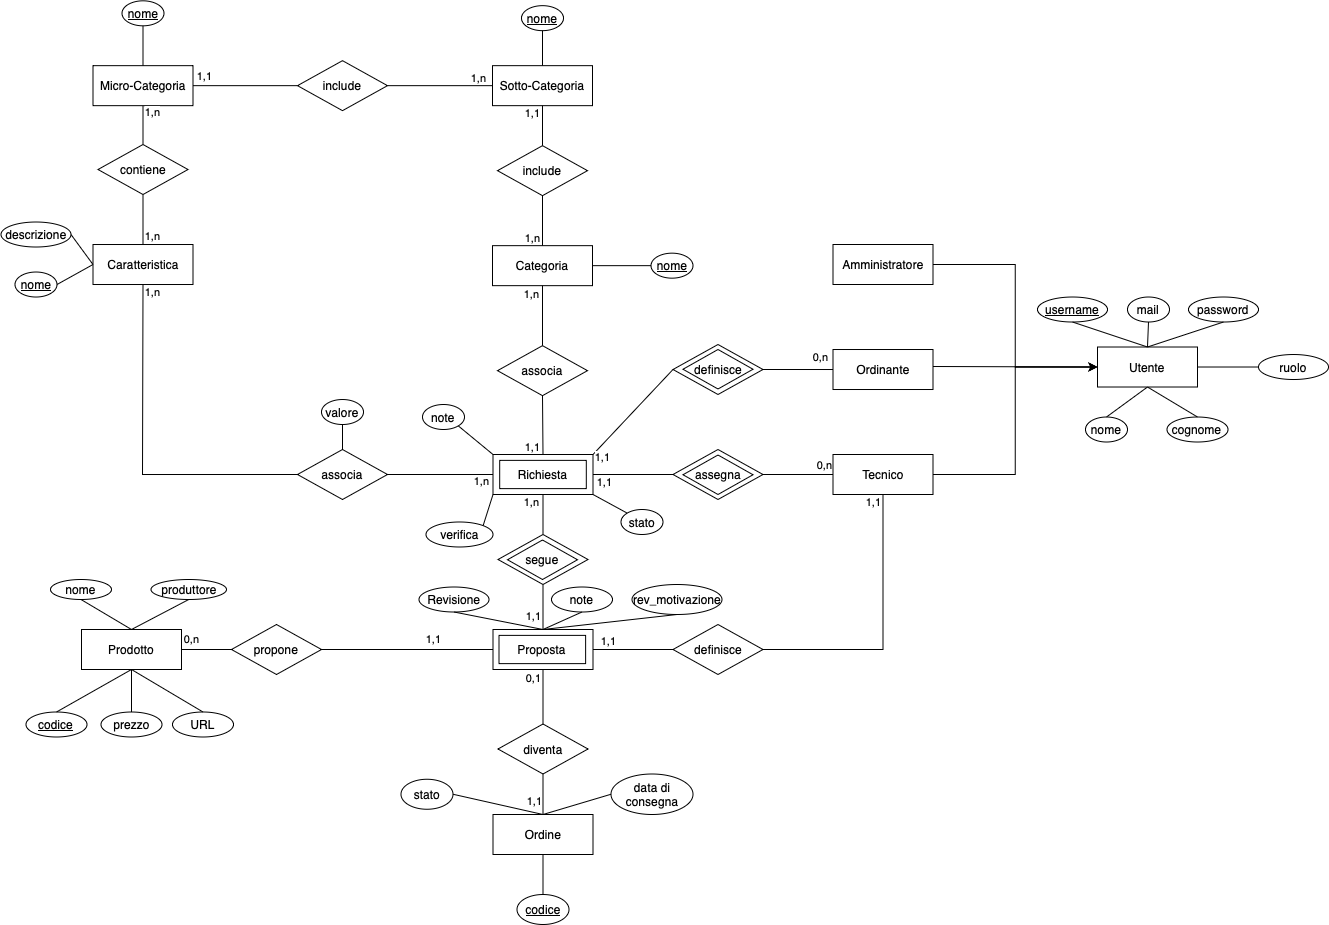 nome
nome
Micro-Categoria
1,1
include
1,n
Sotto-Categoria
1,n
1,1
contiene
include
descrizione
1,n
1,n
Caratteristica
nome
Categoria
nome
Amministratore
1,n
1,n
username
mail
password
associa
definisce
0,n
Ordinante
Utente
ruolo
valore
note
nome
cognome
1,1
1,1
associa
1,n
Richiesta
1,1
assegna
0,n
Tecnico
1,n
1,1
verifica
stato
segue
nome
produttore
Revisione
note
rev_motivazione
1,1
Prodotto
0,n
propone
1,1
Proposta
1,1
definisce
0,1
codice
prezzo
URL
diventa
stato
data di
consegna
1,1
Ordine
codice